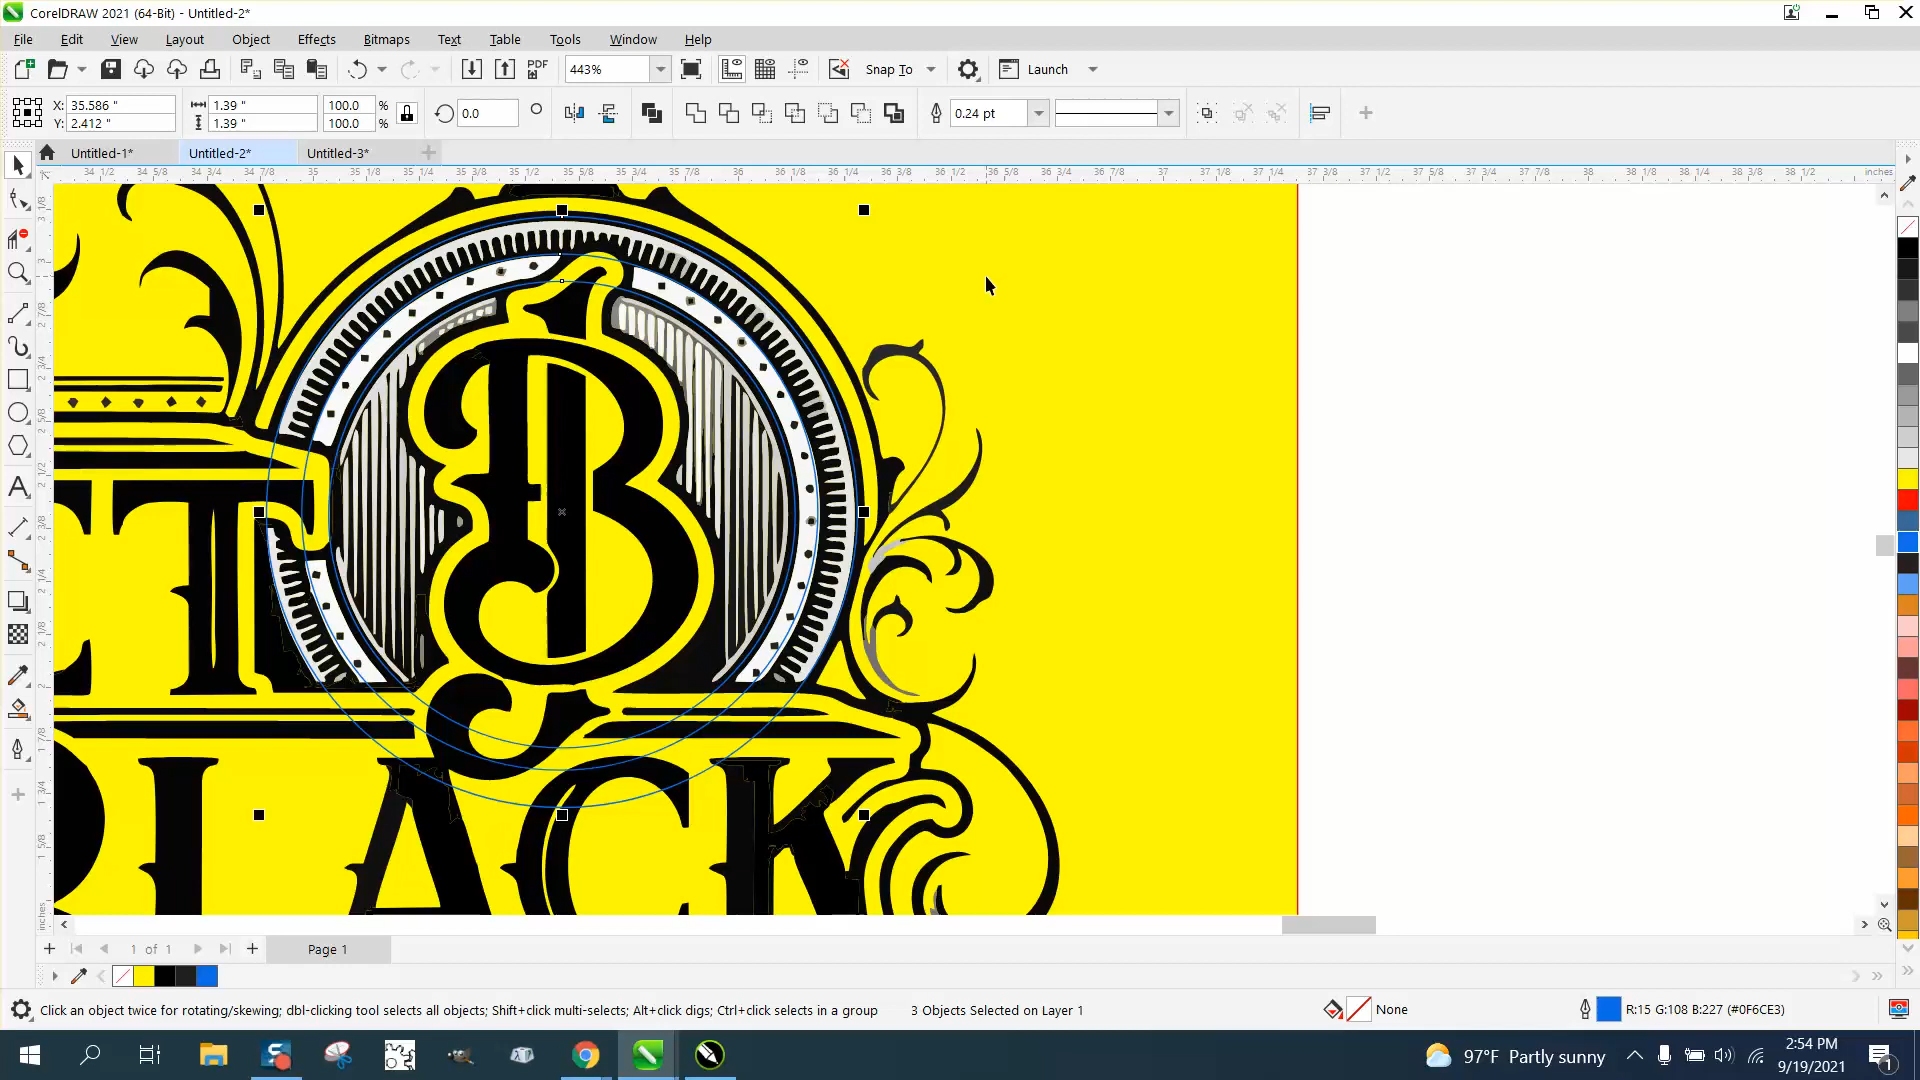 CorelDRAW 2021 (64-Bit) - Untitled-2*
File Edit View Layout Object Effects Bitmaps Text Table Tools Window Help
PDF 443% Snap To Launch
X: 35.586 " 1.39 " 100.0 % 0.0 0.24 pt
Y: 2.412 " 1.39 " 100.0 %
Untitled-1* Untitled-2* Untitled-3*
34 1/2 34 5/8 34 3/4 34 7/8 35 35 1/8 35 1/4 35 3/8 35 1/2 35 5/8 35 3/4 35 7/8 36 36 1/8 36 1/4 36 3/8 36 1/2 36 5/8 36 3/4 36 7/8 37 37 1/8 37 1/4 37 3/8 37 1/2 37 5/8 37 3/4 37 7/8 38 38 1/8 38 1/4 38 3/8 38 1/2 inches
B
CT
LACK
inches
1 of 1 Page 1
Click an object twice for rotating/skewing; dbl-clicking tool selects all objects; Shift+click multi-selects; Alt+click digs; Ctrl+click selects in a group 3 Objects Selected on Layer 1 None R:15 G:108 B:227 (#0F6CE3)
97°F Partly sunny 2:54 PM
9/19/2021 1